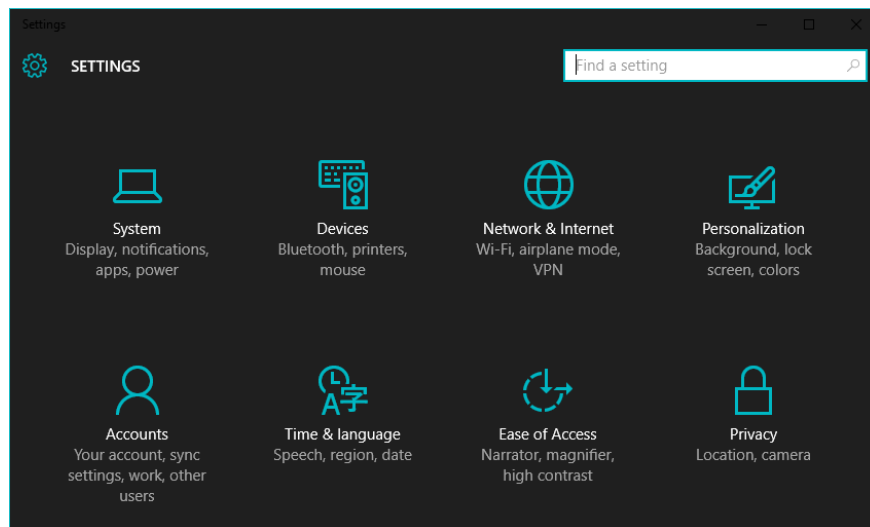 Settings
SETTINGS
Find a setting
System
Display, notifications,
apps, power
Devices
Bluetooth, printers,
mouse
Network & Internet
Wi-Fi, airplane mode,
VPN
Personalization
Background, lock
screen, colors
Accounts
Your account, sync
settings, work, other
users
A字
Time & language
Speech, region, date
Ease of Access
Narrator, magnifier,
high contrast
Privacy
Location, camera